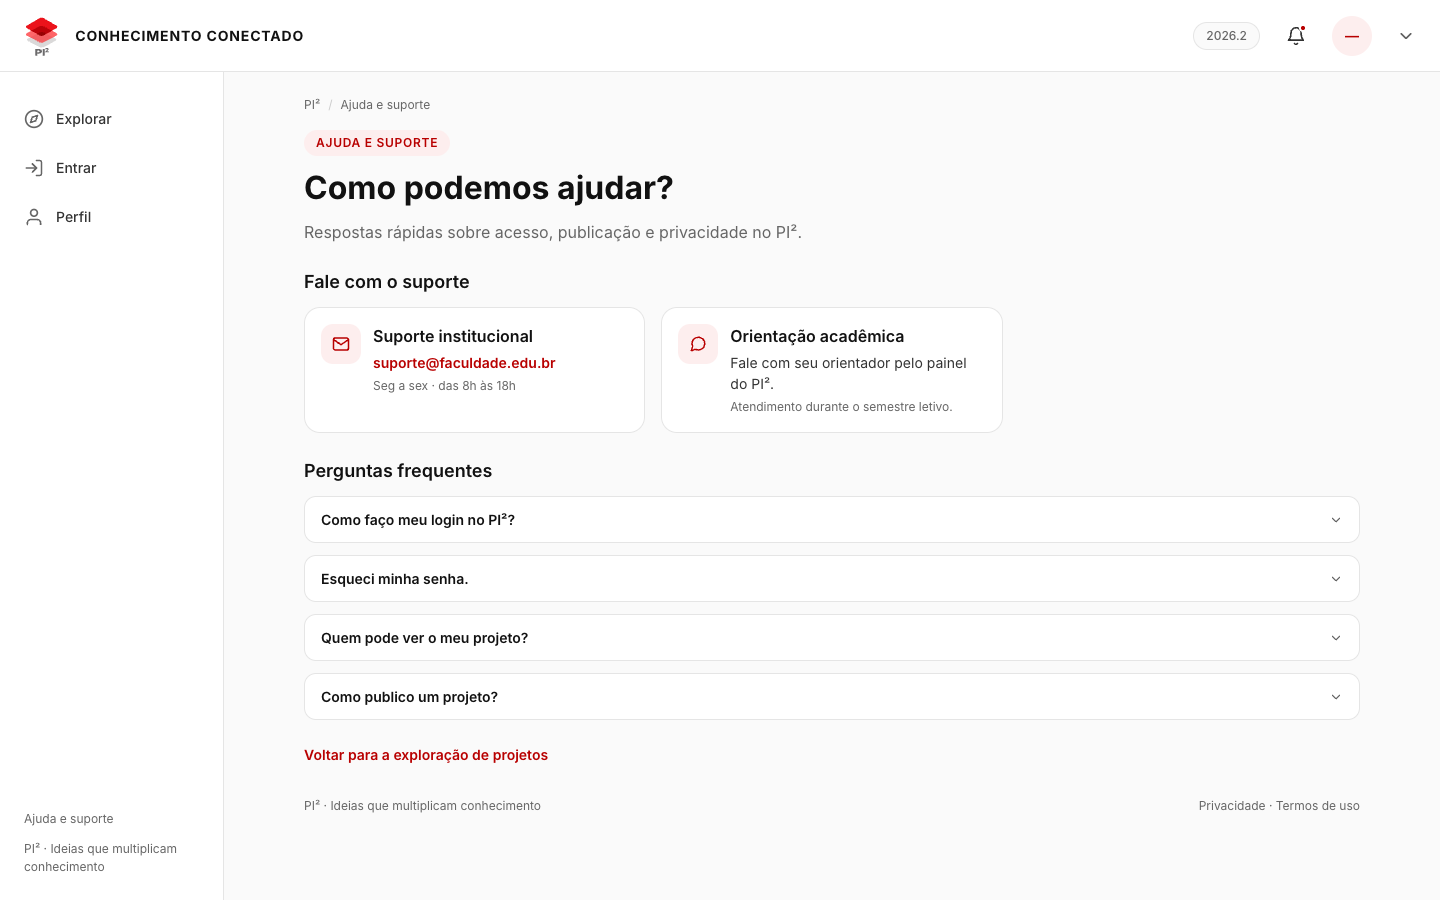 PI²
CONHECIMENTO CONECTADO
2026.2
—
Explorar
Entrar
Perfil
PI² / Ajuda e suporte
AJUDA E SUPORTE
Como podemos ajudar?
Respostas rápidas sobre acesso, publicação e privacidade no PI².
Fale com o suporte
Suporte institucional
suporte@faculdade.edu.br
Seg a sex · das 8h às 18h
Orientação acadêmica
Fale com seu orientador pelo painel
do PI².
Atendimento durante o semestre letivo.
Perguntas frequentes
Como faço meu login no PI²?
Esqueci minha senha.
Quem pode ver o meu projeto?
Como publico um projeto?
Voltar para a exploração de projetos
PI² · Ideias que multiplicam conhecimento
Privacidade · Termos de uso
Ajuda e suporte
PI² · Ideias que multiplicam
conhecimento